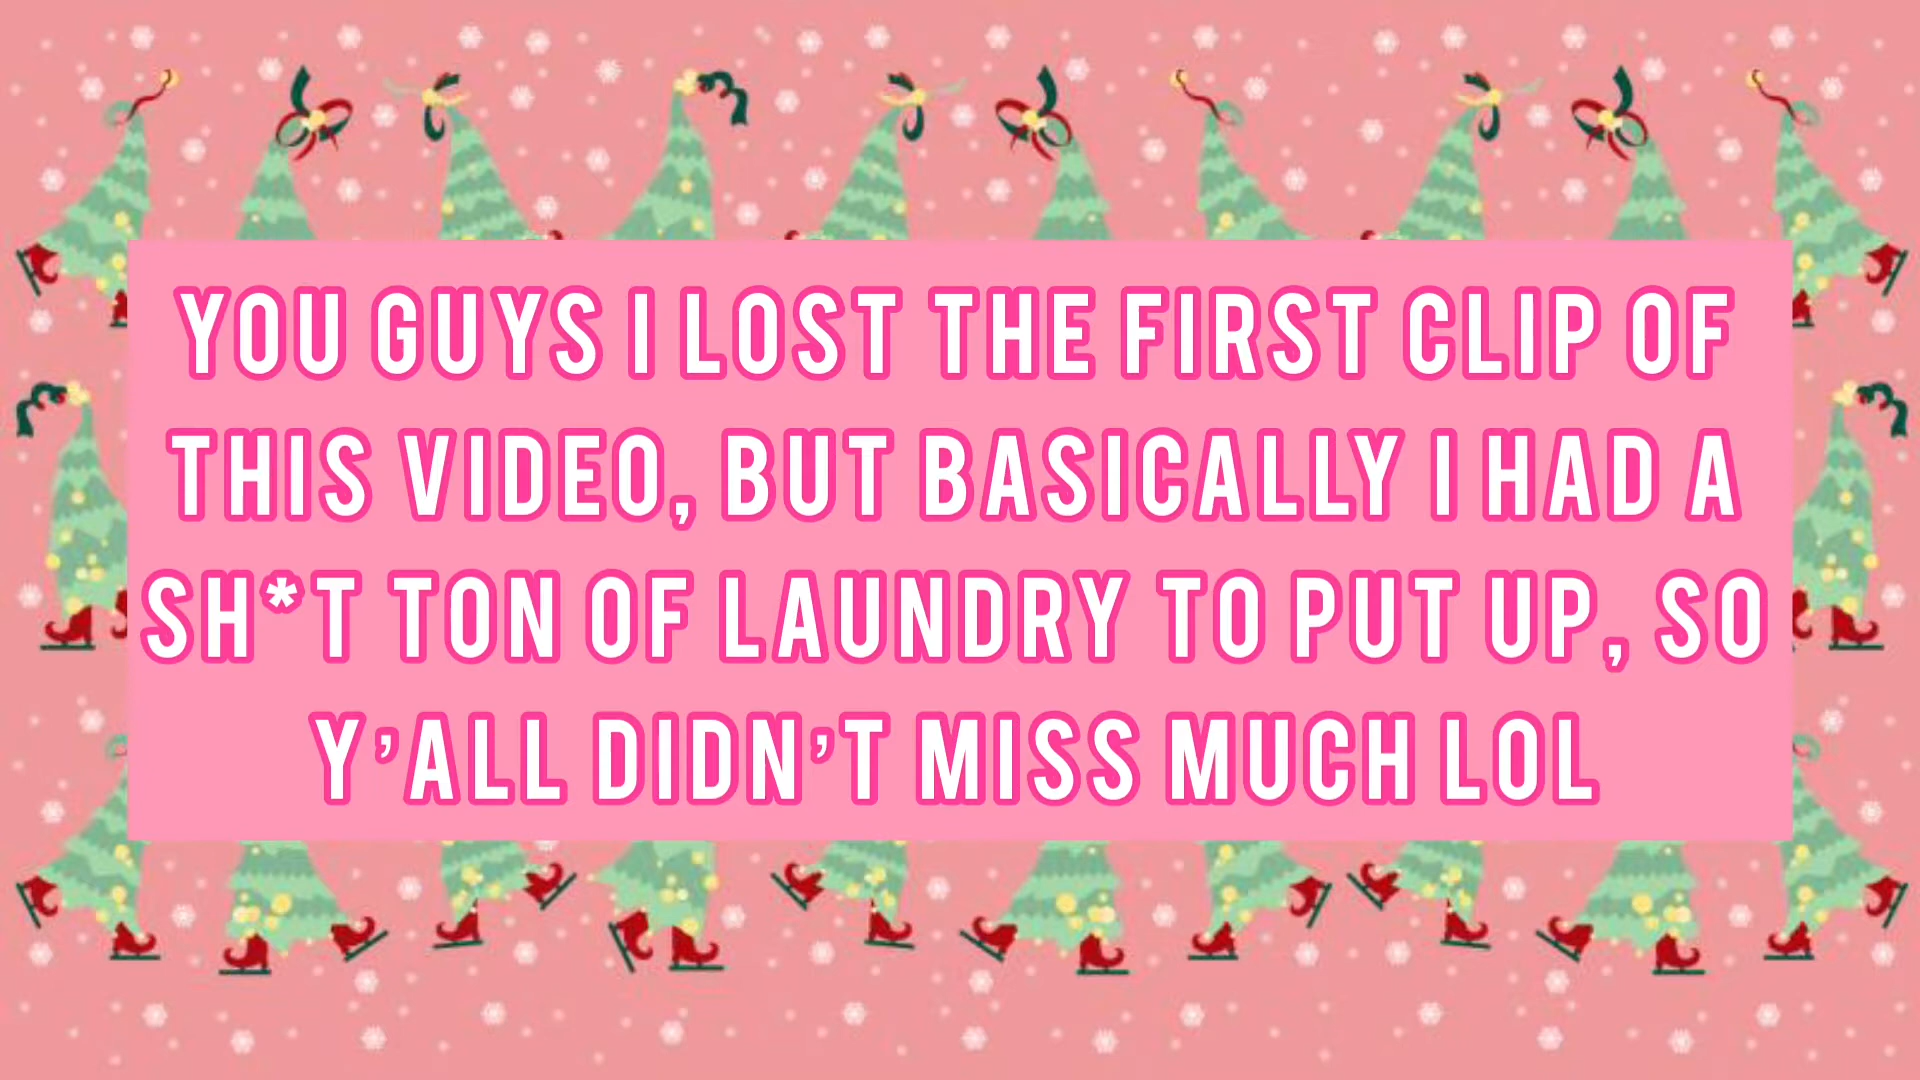 YOU GUYS I LOST THE FIRST CLIP OF
THIS VIDEO, BUT BASICALLY I HAD A
SH*T TON OF LAUNDRY TO PUT UP, SO
Y’ALL DIDN’T MISS MUCH LOL